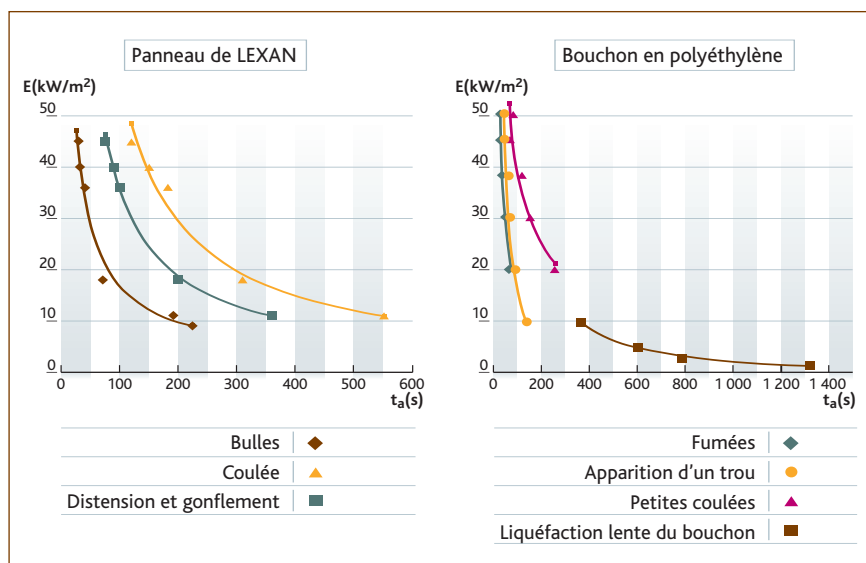 Panneau de LEXAN
E(kW/m²)
50
40
30
20
10
0
0 100 200 300 400 500 600
tₐ(s)
Bulles
Coulée
Distension et gonflement
Bouchon en polyéthylène
E(kW/m²)
50
40
30
20
10
0
0 200 400 600 800 1 000 1 200 1 400
tₐ(s)
Fumées
Apparition d'un trou
Petites coulées
Liquéfaction lente du bouchon